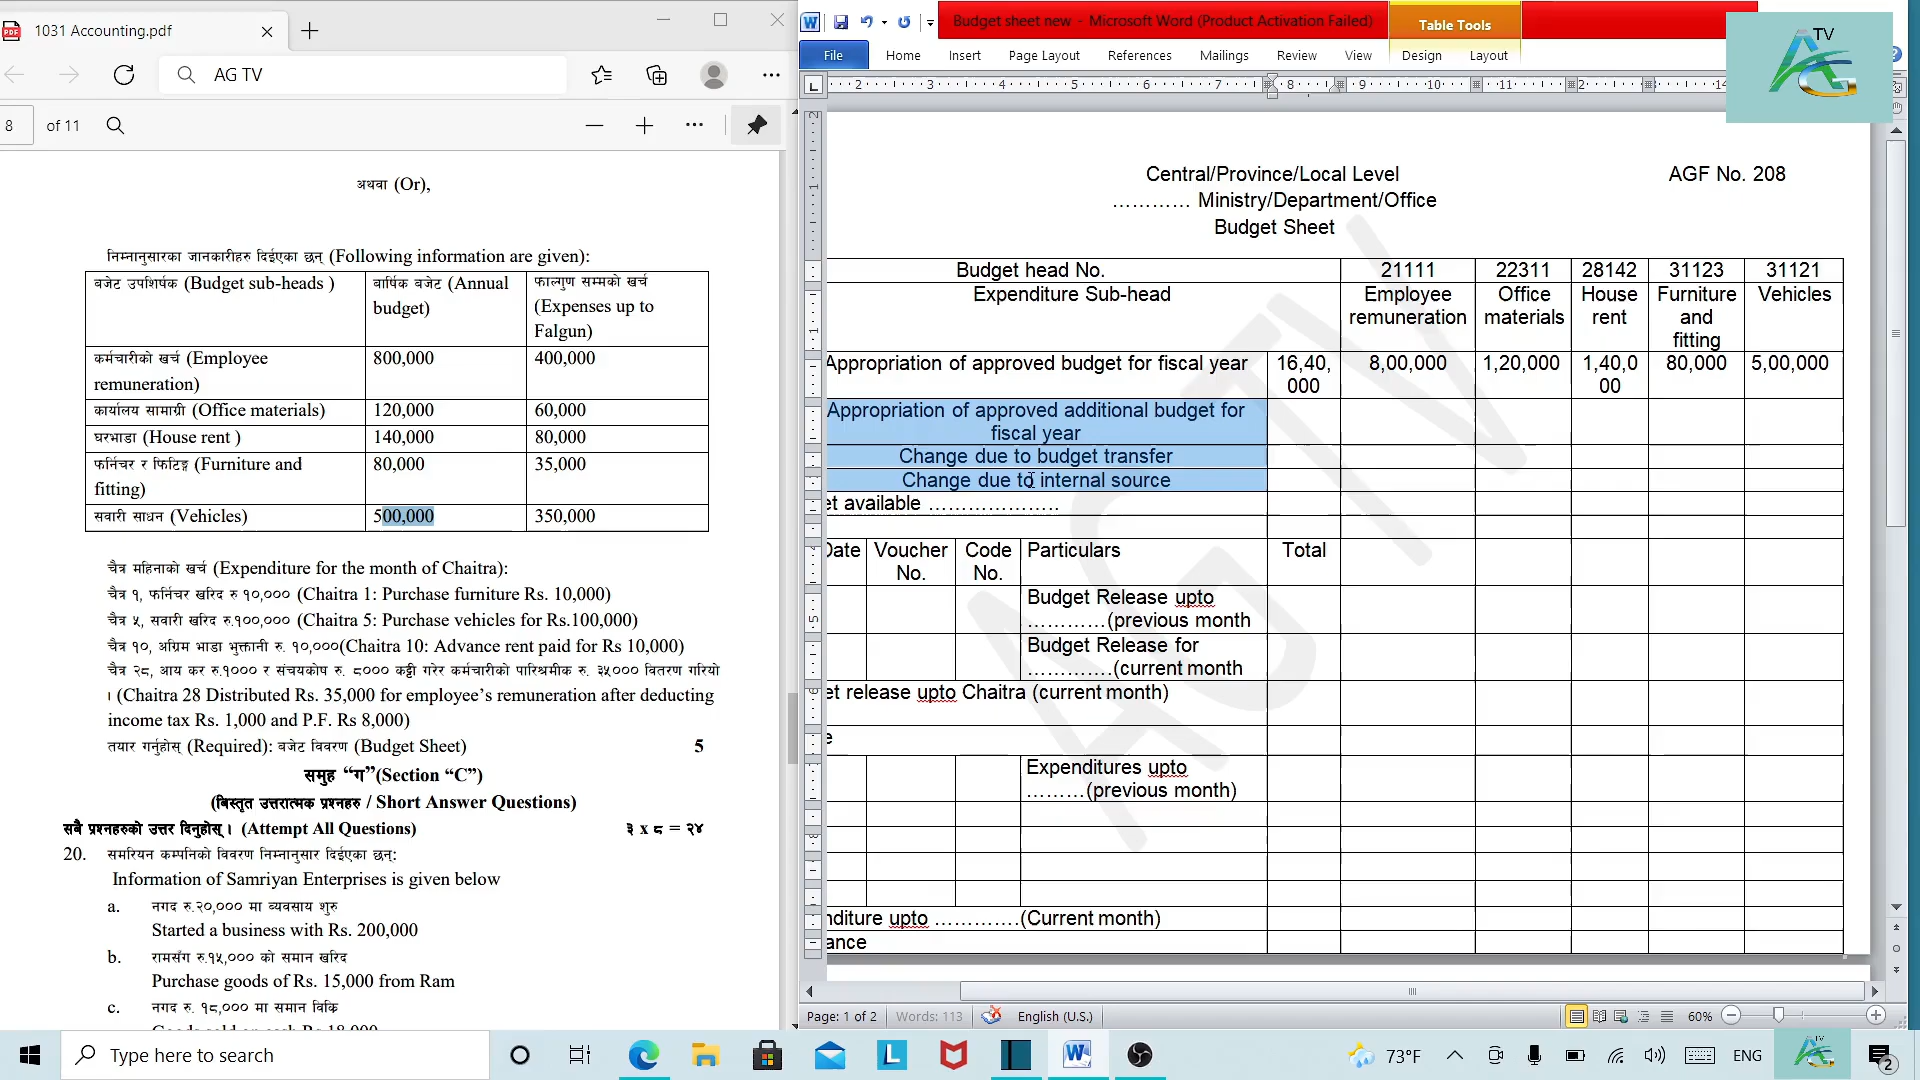 1031 Accounting.pdf
AG TV
8 of 11
अथवा (Or),
निम्नानुसारका जानकारीहरु दिईएका छन् (Following information are given):
बजेट उपशिर्षक (Budget sub-heads )
बार्षिक बजेट (Annual budget)
फाल्गुण सम्मको खर्च (Expenses up to Falgun)
कर्मचारीको खर्च (Employee remuneration)
800,000
400,000
कार्यालय सामाग्री (Office materials)
120,000
60,000
घरभाडा (House rent )
140,000
80,000
फर्निचर र फिटिङ्ग (Furniture and fitting)
80,000
35,000
सवारी साधन (Vehicles)
500,000
350,000
चैत्र महिनाको खर्च (Expenditure for the month of Chaitra):
चैत्र १, फर्निचर खरिद रु १०,००० (Chaitra 1: Purchase furniture Rs. 10,000)
चैत्र ५, सवारी खरिद रु.१००,००० (Chaitra 5: Purchase vehicles for Rs.100,000)
चैत्र १०, अग्रिम भाडा भुक्तानी रु. १०,०००(Chaitra 10: Advance rent paid for Rs 10,000)
चैत्र २८, आय कर रु.१००० र संचयकोष रु. ८००० कट्टी गरेर कर्मचारीको पारिश्रमीक रु. ३५००० वितरण गरियो
। (Chaitra 28 Distributed Rs. 35,000 for employee’s remuneration after deducting
income tax Rs. 1,000 and P.F. Rs 8,000)
तयार गर्नुहोस् (Required): बजेट विवरण (Budget Sheet) 5
समुह “ग”(Section “C”)
(बिस्तृत उत्तरात्मक प्रश्नहरु / Short Answer Questions)
सबै प्रश्नहरुको उत्तर दिनुहोस् । (Attempt All Questions) ३ x ८ = २४
20. समरियन कम्पनिको विवरण निम्नानुसार दिईएका छन्:
Information of Samriyan Enterprises is given below
a. नगद रु.२०,००० मा ब्यवसाय शुरु
Started a business with Rs. 200,000
b. रामसँग रु.१५,००० को समान खरिद
Purchase goods of Rs. 15,000 from Ram
c. नगद रु. १८,००० मा समान विक्रि
Budget sheet new - Microsoft Word (Product Activation Failed)
Table Tools
File Home Insert Page Layout References Mailings Review View Design Layout
TV
Central/Province/Local Level AGF No. 208
………… Ministry/Department/Office
Budget Sheet
Budget head No. 21111 22311 28142 31123 31121
Expenditure Sub-head
Employee remuneration
Office materials
House rent
Furniture and fitting
Vehicles
Appropriation of approved budget for fiscal year
16,40,000
8,00,000
1,20,000
1,40,000
80,000
5,00,000
Appropriation of approved additional budget for
fiscal year
Change due to budget transfer
Change due to internal source
et available ………………..
Date
Voucher No.
Code No.
Particulars
Total
Budget Release upto
…………(previous month
Budget Release for
………….(current month
et release upto Chaitra (current month)
e
Expenditures upto
………(previous month)
nditure upto ………….(Current month)
ance
AGTV
Page: 1 of 2 Words: 113 English (U.S.) 60%
Type here to search
73°F
ENG
2